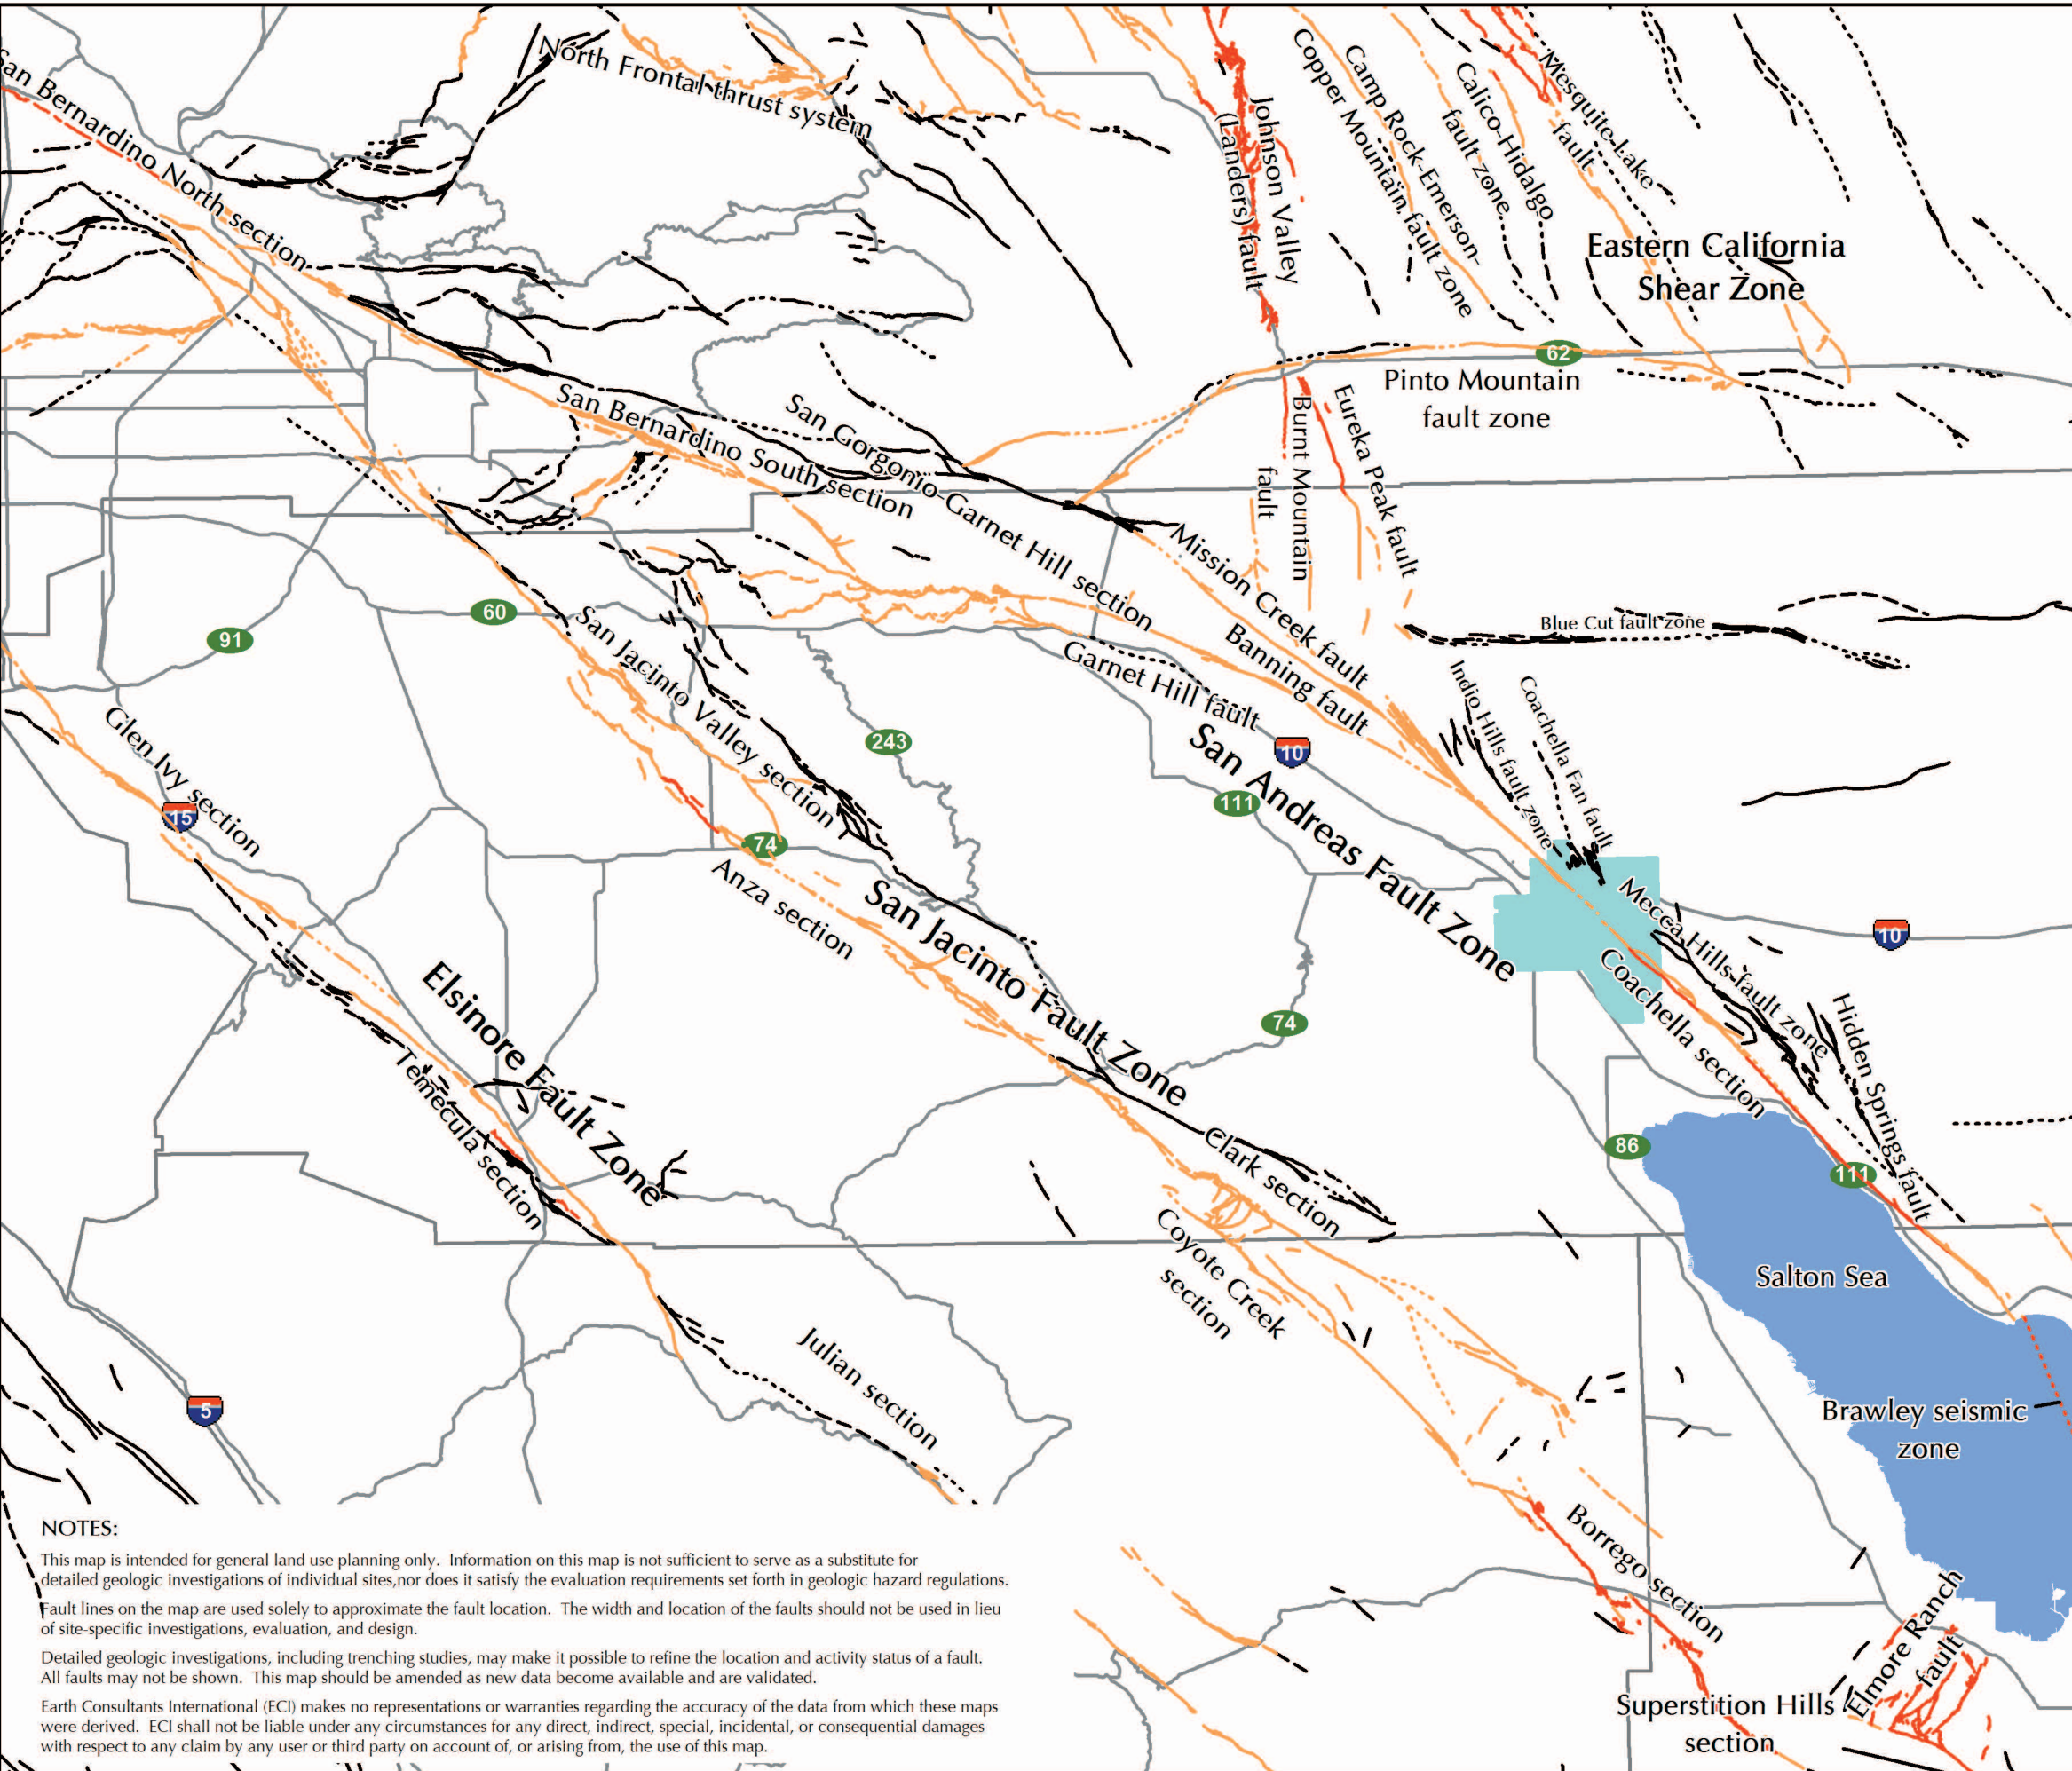 San Bernardino North section
North Frontal thrust system
Johnson Valley
(Landers) fault
Copper Mountain fault zone
Camp Rock-Emerson-
Calico-Hidalgo
fault zone
Mesquite-Lake
fault
Eastern California
Shear Zone
62
Pinto Mountain
fault zone
San Bernardino South section
San Gorgonio-Garnet Hill section
Burnt Mountain
fault
Eureka Peak fault
Mission Creek fault
Banning fault
Garnet Hill fault
Blue Cut fault zone
Indio Hills fault zone
Coachella Fan fault
60
91
San Jacinto Valley section
243
10
111
San Andreas Fault Zone
Glen Ivy section
15
74
Anza section
San Jacinto Fault Zone
Mecca Hills fault zone
10
Coachella section
Hidden Springs fault
Elsinore Fault Zone
74
Temecula section
Clark section
86
111
Coyote Creek
section
Salton Sea
Julian section
5
Brawley seismic
zone
Borrego section
Elmore Ranch
fault
Superstition Hills
section
NOTES:
This map is intended for general land use planning only. Information on this map is not sufficient to serve as a substitute for
detailed geologic investigations of individual sites,nor does it satisfy the evaluation requirements set forth in geologic hazard regulations.
Fault lines on the map are used solely to approximate the fault location. The width and location of the faults should not be used in lieu
of site-specific investigations, evaluation, and design.
Detailed geologic investigations, including trenching studies, may make it possible to refine the location and activity status of a fault.
All faults may not be shown. This map should be amended as new data become available and are validated.
Earth Consultants International (ECI) makes no representations or warranties regarding the accuracy of the data from which these maps
were derived. ECI shall not be liable under any circumstances for any direct, indirect, special, incidental, or consequential damages
with respect to any claim by any user or third party on account of, or arising from, the use of this map.